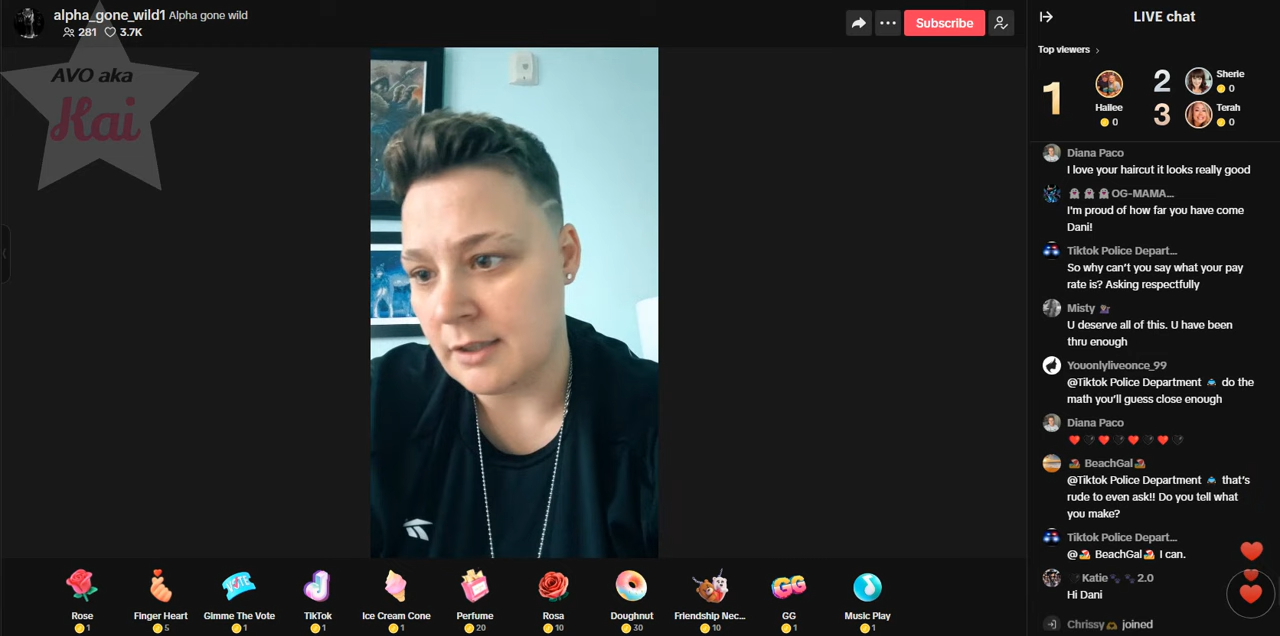 alpha_gone_wild1 Alpha gone wild
281 3.7K
Subscribe
AVO aka
Kai
LIVE chat
Top viewers
1
Hallee
0
2
Sherie
0
3
Terah
0
Diana Paco
I love your haircut it looks really good
OG-MAMA...
I'm proud of how far you have come
Dani!
Tiktok Police Depart...
So why can't you say what your pay
rate is? Asking respectfully
Misty
U deserve all of this. U have been
thru enough
Youonlyliveonce_99
@Tiktok Police Department do the
math you'll guess close enough
Diana Paco
BeachGal
@Tiktok Police Department that's
rude to even ask!! Do you tell what
you make?
Tiktok Police Depart...
@ BeachGal I can.
Katie 2.0
Hi Dani
Chrissy joined
VOTE
GG
Rose
1
Finger Heart
5
Gimme The Vote
1
TikTok
1
Ice Cream Cone
1
Perfume
20
Rosa
10
Doughnut
30
Friendship Nec...
10
GG
1
Music Play
1